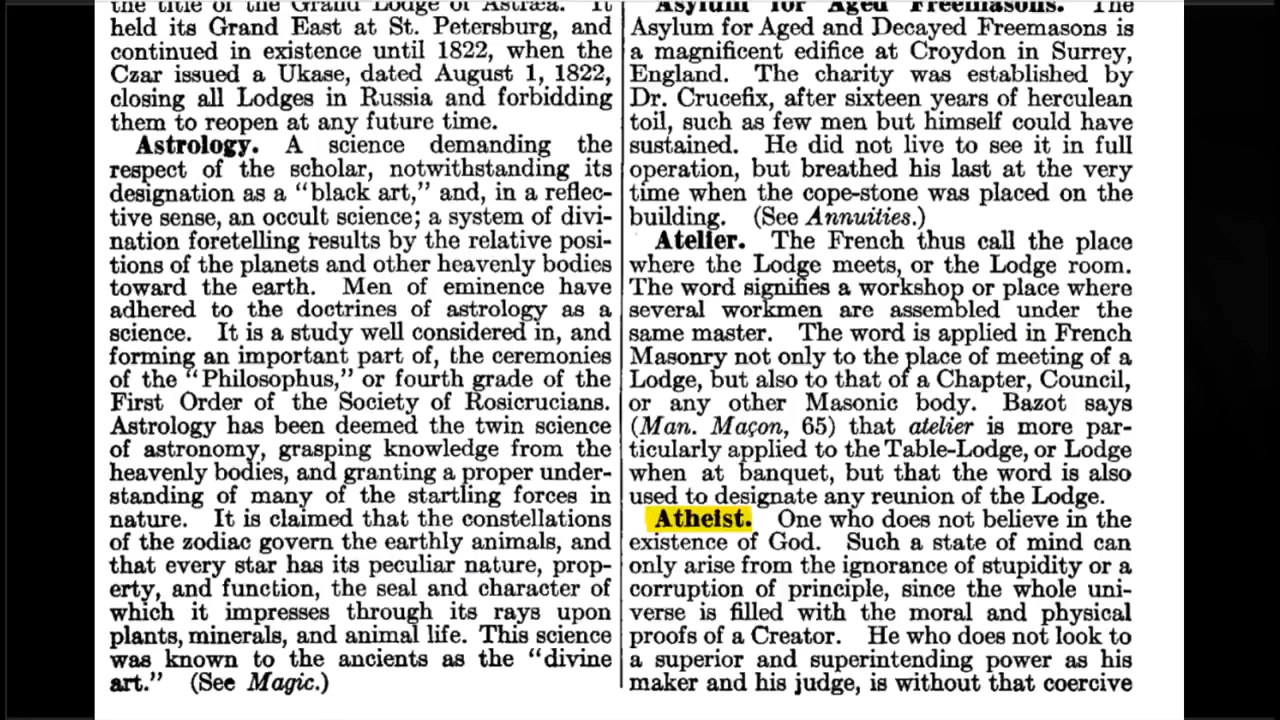 the title of the Grand Lodge of Astræa. It
held its Grand East at St. Petersburg, and
continued in existence until 1822, when the
Czar issued a Ukase, dated August 1, 1822,
closing all Lodges in Russia and forbidding
them to reopen at any future time.
Astrology. A science demanding the
respect of the scholar, notwithstanding its
designation as a "black art," and, in a reflec-
tive sense, an occult science; a system of divi-
nation foretelling results by the relative posi-
tions of the planets and other heavenly bodies
toward the earth. Men of eminence have
adhered to the doctrines of astrology as a
science. It is a study well considered in, and
forming an important part of, the ceremonies
of the "Philosophus," or fourth grade of the
First Order of the Society of Rosicrucians.
Astrology has been deemed the twin science
of astronomy, grasping knowledge from the
heavenly bodies, and granting a proper under-
standing of many of the startling forces in
nature. It is claimed that the constellations
of the zodiac govern the earthly animals, and
that every star has its peculiar nature, prop-
erty, and function, the seal and character of
which it impresses through its rays upon
plants, minerals, and animal life. This science
was known to the ancients as the "divine
art." (See Magic.)
Asylum for Aged Freemasons. The
Asylum for Aged and Decayed Freemasons is
a magnificent edifice at Croydon in Surrey,
England. The charity was established by
Dr. Crucefix, after sixteen years of herculean
toil, such as few men but himself could have
sustained. He did not live to see it in full
operation, but breathed his last at the very
time when the cope-stone was placed on the
building. (See Annuities.)
Atelier. The French thus call the place
where the Lodge meets, or the Lodge room.
The word signifies a workshop or place where
several workmen are assembled under the
same master. The word is applied in French
Masonry not only to the place of meeting of a
Lodge, but also to that of a Chapter, Council,
or any other Masonic body. Bazot says
(Man. Maçon, 65) that atelier is more par-
ticularly applied to the Table-Lodge, or Lodge
when at banquet, but that the word is also
used to designate any reunion of the Lodge.
Atheist. One who does not believe in the
existence of God. Such a state of mind can
only arise from the ignorance of stupidity or a
corruption of principle, since the whole uni-
verse is filled with the moral and physical
proofs of a Creator. He who does not look to
a superior and superintending power as his
maker and his judge, is without that coercive